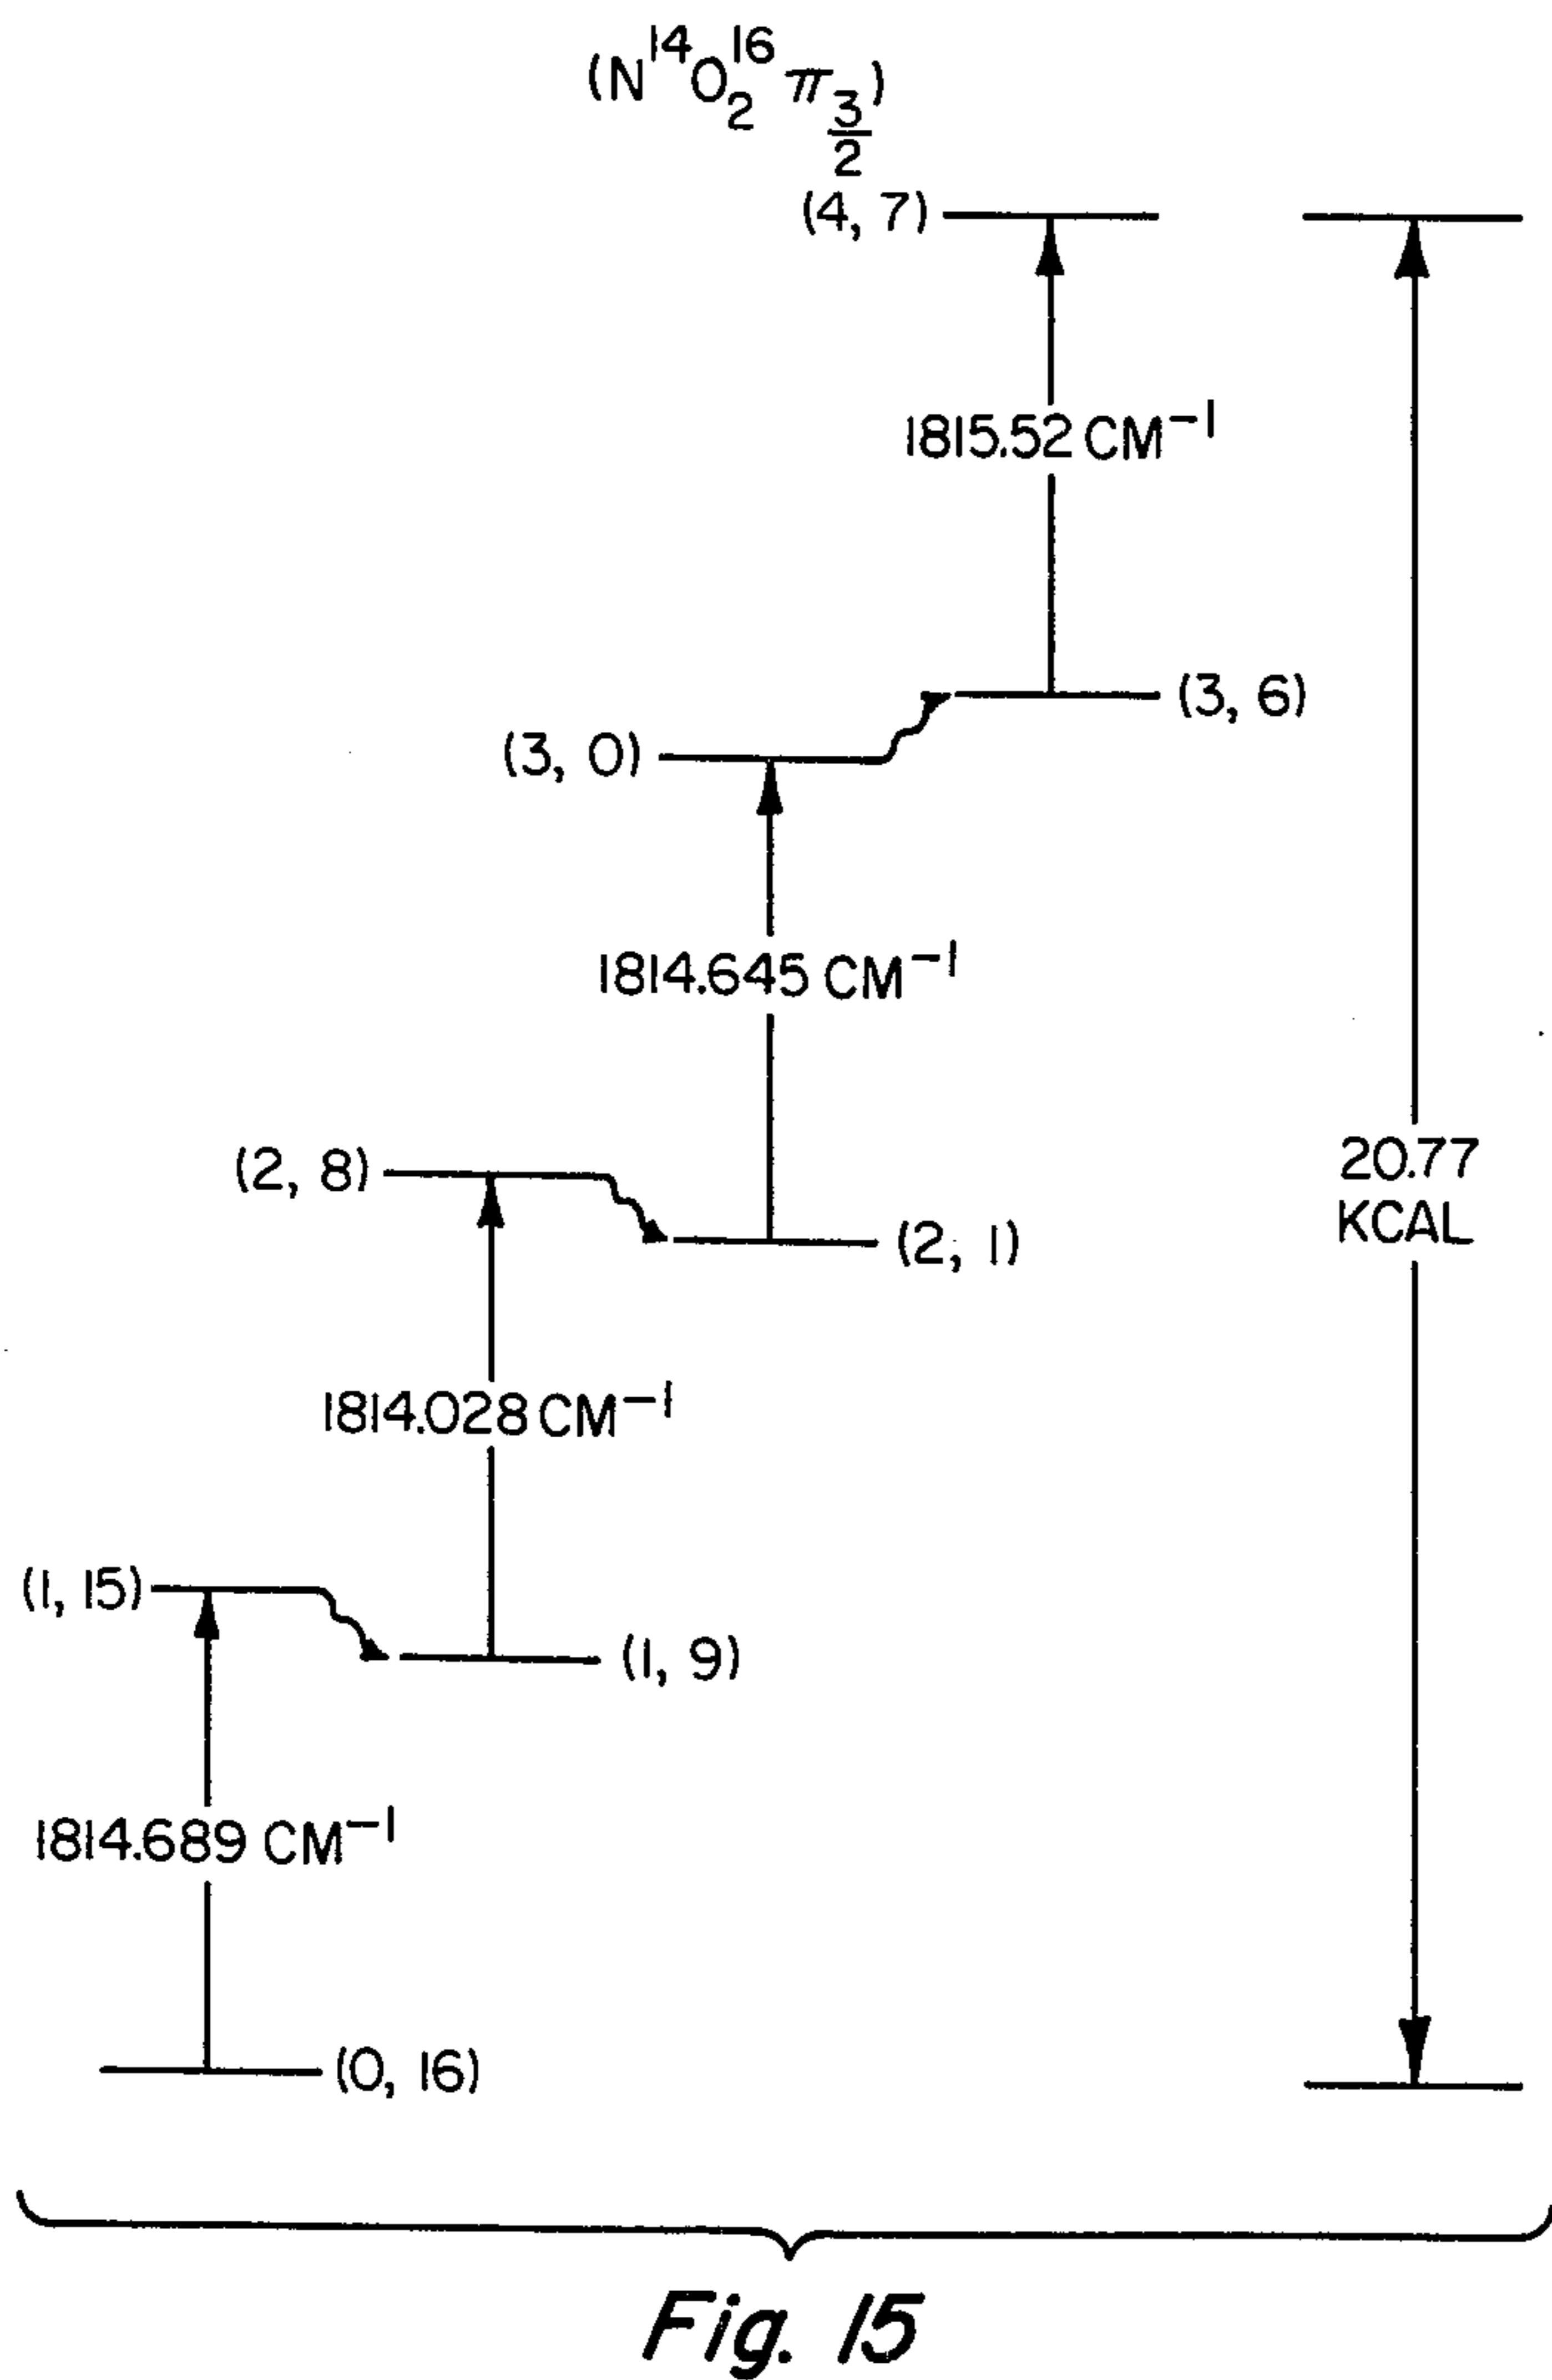 (N¹⁴O₂¹⁶ π 3/2)
(4, 7)
1815.52 CM⁻¹
(3, 6)
(3, 0)
1814.645 CM⁻¹
(2, 8)
20.77
KCAL
(2, 1)
1814.028 CM⁻¹
(1, 15)
(1, 9)
1814.689 CM⁻¹
(0, 16)
Fig. 15